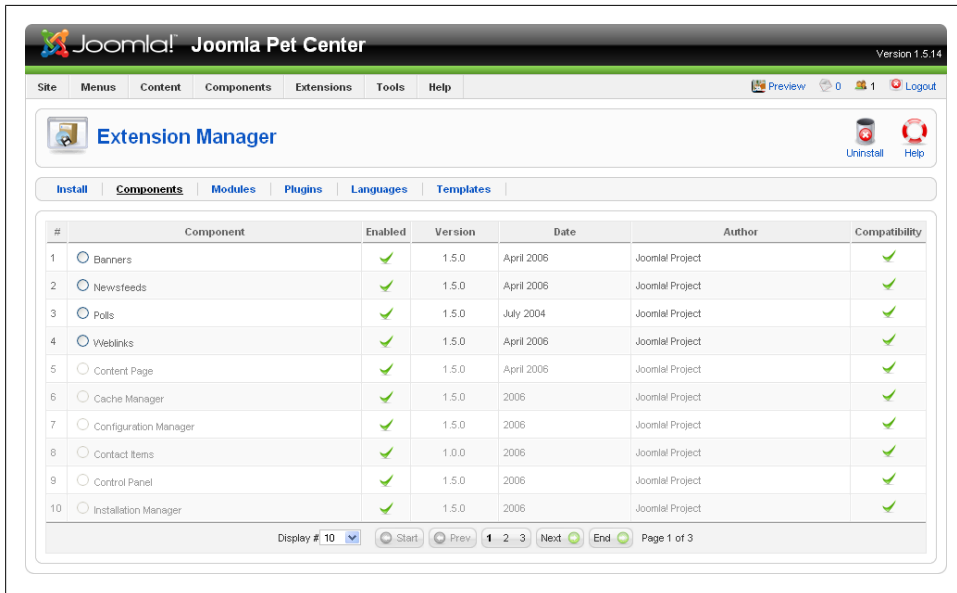 Joomla! Joomla Pet Center
Version 1.5.14
Site Menus Content Components Extensions Tools Help Preview 0 1 Logout
Extension Manager Uninstall Help
Install Components Modules Plugins Languages Templates
# Component Enabled Version Date Author Compatibility
1 Banners 1.5.0 April 2006 Joomla! Project
2 Newsfeeds 1.5.0 April 2006 Joomla! Project
3 Polls 1.5.0 July 2004 Joomla! Project
4 Weblinks 1.5.0 April 2006 Joomla! Project
5 Content Page 1.5.0 April 2006 Joomla! Project
6 Cache Manager 1.5.0 2006 Joomla! Project
7 Configuration Manager 1.5.0 2006 Joomla! Project
8 Contact Items 1.0.0 2006 Joomla! Project
9 Control Panel 1.5.0 2006 Joomla! Project
10 Installation Manager 1.5.0 2006 Joomla! Project
Display # 10 Start Prev 1 2 3 Next End Page 1 of 3